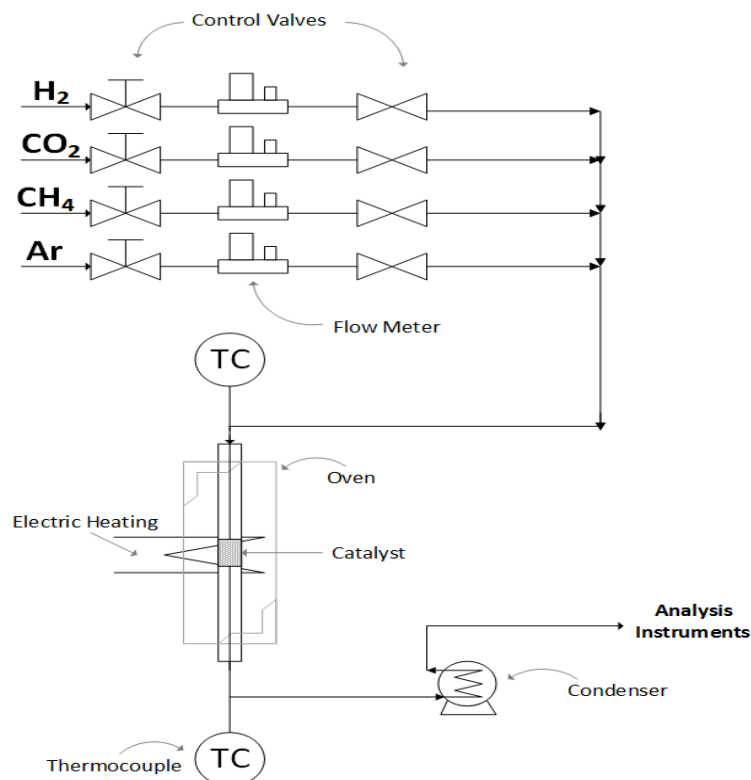 Control Valves
H₂
CO₂
CH₄
Ar
Flow Meter
TC
Oven
Electric Heating
Catalyst
Analysis
Instruments
Condenser
Thermocouple
TC